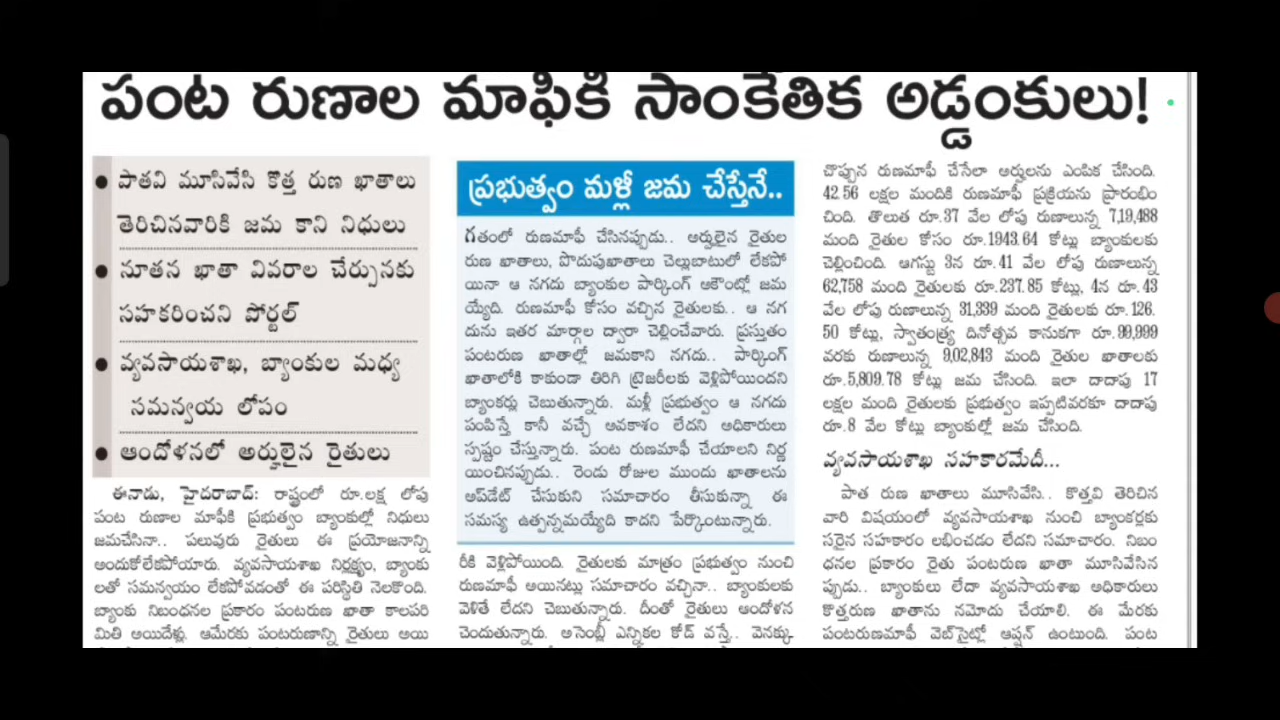 పంట రుణాల మాఫీకి సాంకేతిక అడ్డంకులు!
• పాతవి మూసివేసి కొత్త రుణ ఖాతాలు
తెరిచినవారికి జమ కాని నిధులు
• నూతన ఖాతా వివరాల చేర్పునకు
సహకరించని పోర్టల్
• వ్యవసాయశాఖ, బ్యాంకుల మధ్య
సమన్వయ లోపం
• ఆందోళనలో అర్హులైన రైతులు
ఈనాడు, హైదరాబాద్: రాష్ట్రంలో రూ.లక్ష లోపు
పంట రుణాల మాఫీకి ప్రభుత్వం బ్యాంకుల్లో నిధులు
జమచేసినా.. పలువురు రైతులు ఈ ప్రయోజనాన్ని
అందుకోలేకపోయారు. వ్యవసాయశాఖ నిర్లక్ష్యం, బ్యాంకు
లతో సమన్వయం లేకపోవడంతో ఈ పరిస్థితి నెలకొంది.
బ్యాంకు నిబంధనల ప్రకారం పంటరుణ ఖాతా కాలపరి
మితి అయిదేళ్లు. ఆమేరకు పంటరుణాన్ని రైతులు అయి
ప్రభుత్వం మళ్లీ జమ చేస్తేనే..
గతంలో రుణమాఫీ చేసినప్పుడు.. అర్హులైన రైతుల
రుణ ఖాతాలు, పొదుపుఖాతాలు చెల్లుబాటులో లేకపో
యినా ఆ నగదు బ్యాంకుల పార్కింగ్ అకౌంట్లో జమ
య్యేది. రుణమాఫీ కోసం వచ్చిన రైతులకు.. ఆ నగ
దును ఇతర మార్గాల ద్వారా చెల్లించేవారు. ప్రస్తుతం
పంటరుణ ఖాతాల్లో జమకాని నగదు.. పార్కింగ్
ఖాతాలోకి కాకుండా తిరిగి ట్రెజరీలకు వెళ్లిపోయిందని
బ్యాంకర్లు చెబుతున్నారు. మళ్లీ ప్రభుత్వం ఆ నగదు
పంపిస్తే కానీ వచ్చే అవకాశం లేదని అధికారులు
స్పష్టం చేస్తున్నారు. పంట రుణమాఫీ చేయాలని నిర్ణ
యించినప్పుడు.. రెండు రోజుల ముందు ఖాతాలను
అప్‌డేట్ చేసుకుని సమాచారం తీసుకున్నా ఈ
సమస్య ఉత్పన్నమయ్యేది కాదని పేర్కొంటున్నారు.
రీకి వెళ్లిపోయింది. రైతులకు మాత్రం ప్రభుత్వం నుంచి
రుణమాఫీ అయినట్లు సమాచారం వచ్చినా.. బ్యాంకులకు
వెళితే లేదని చెబుతున్నారు. దీంతో రైతులు ఆందోళన
చెందుతున్నారు. అసెంబ్లీ ఎన్నికల కోడ్ వస్తే.. వెనక్కు
చొప్పున రుణమాఫీ చేసేలా అర్హులను ఎంపిక చేసింది.
42.56 లక్షల మందికి రుణమాఫీ ప్రక్రియను ప్రారంభిం
చింది. తొలుత రూ.37 వేల లోపు రుణాలున్న 7,19,488
మంది రైతుల కోసం రూ.1943.64 కోట్లు బ్యాంకులకు
చెల్లించింది. ఆగస్టు 3న రూ.41 వేల లోపు రుణాలున్న
62,758 మంది రైతులకు రూ.237.85 కోట్లు, 4న రూ.43
వేల లోపు రుణాలున్న 31,339 మంది రైతులకు రూ.126.
50 కోట్లు, స్వాతంత్ర్య దినోత్సవ కానుకగా రూ.99,999
వరకు రుణాలున్న 9,02,843 మంది రైతుల ఖాతాలకు
రూ.5,809.78 కోట్లు జమ చేసింది. ఇలా దాదాపు 17
లక్షల మంది రైతులకు ప్రభుత్వం ఇప్పటివరకూ దాదాపు
రూ.8 వేల కోట్లు బ్యాంకుల్లో జమ చేసింది.
వ్యవసాయశాఖ సహకారమేదీ...
పాత రుణ ఖాతాలు మూసివేసి.. కొత్తవి తెరిచిన
వారి విషయంలో వ్యవసాయశాఖ నుంచి బ్యాంకర్లకు
సరైన సహకారం లభించడం లేదని సమాచారం. నిబం
ధనల ప్రకారం రైతు పంటరుణ ఖాతా మూసివేసిన
ప్పుడు.. బ్యాంకులు లేదా వ్యవసాయశాఖ అధికారులు
కొత్తరుణ ఖాతాను నమోదు చేయాలి. ఈ మేరకు
పంటరుణమాఫీ వెబ్‌సైట్లో ఆప్షన్ ఉంటుంది. పంట